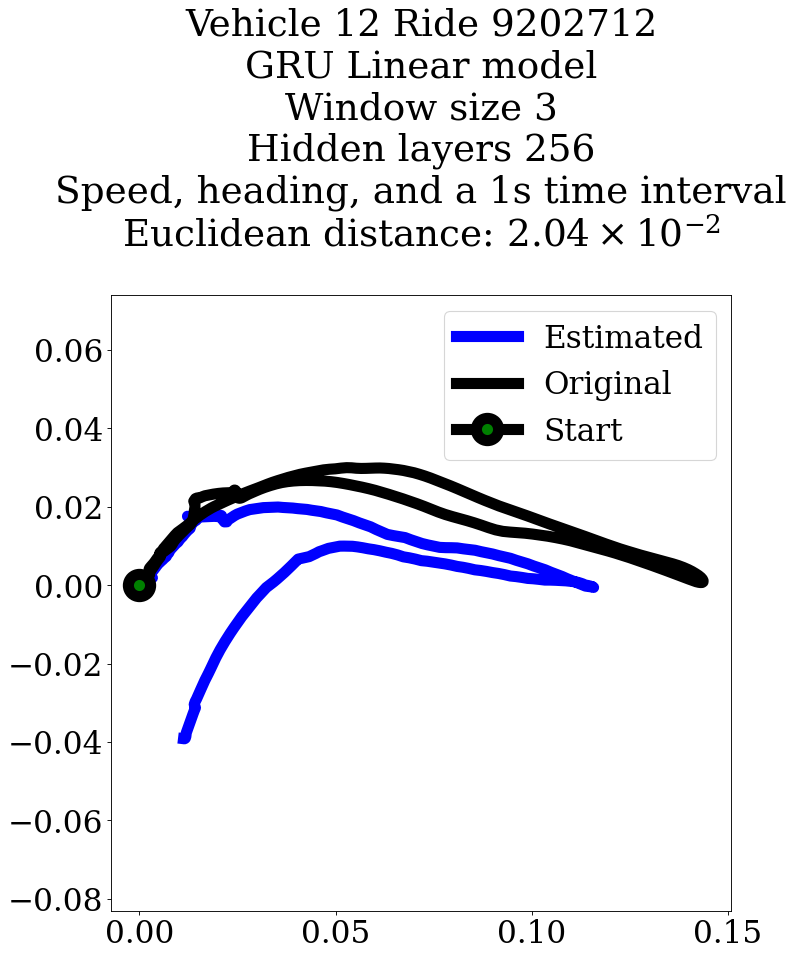 Vehicle 12 Ride 9202712
GRU Linear model
Window size 3
Hidden layers 256
Speed, heading, and a 1s time interval
Euclidean distance: 2.04 × 10⁻²
Estimated
Original
Start
0.06
0.04
0.02
0.00
−0.02
−0.04
−0.06
−0.08
0.00 0.05 0.10 0.15